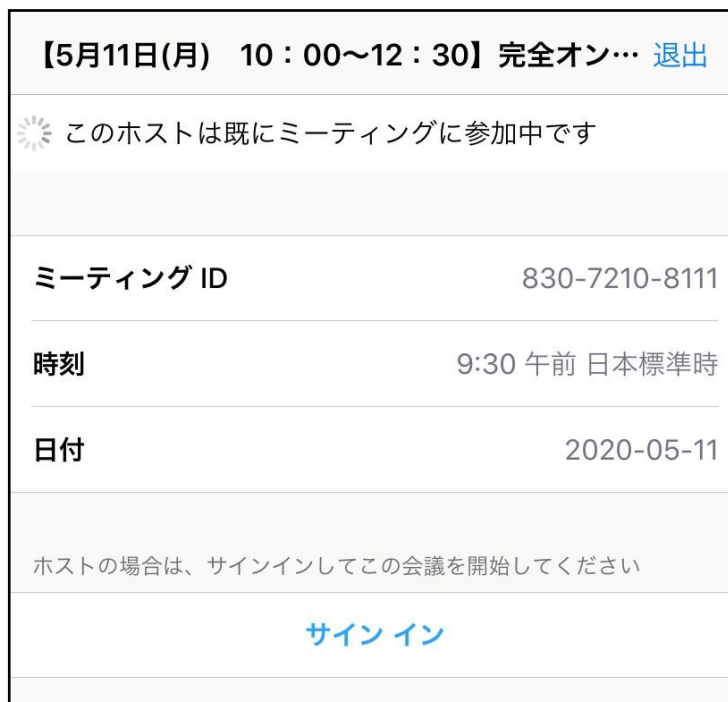 【5月11日(月)　10：00〜12：30】完全オン… 退出
このホストは既にミーティングに参加中です
ミーティング ID 830-7210-8111
時刻 9:30 午前 日本標準時
日付 2020-05-11
ホストの場合は、サインインしてこの会議を開始してください
サイン イン